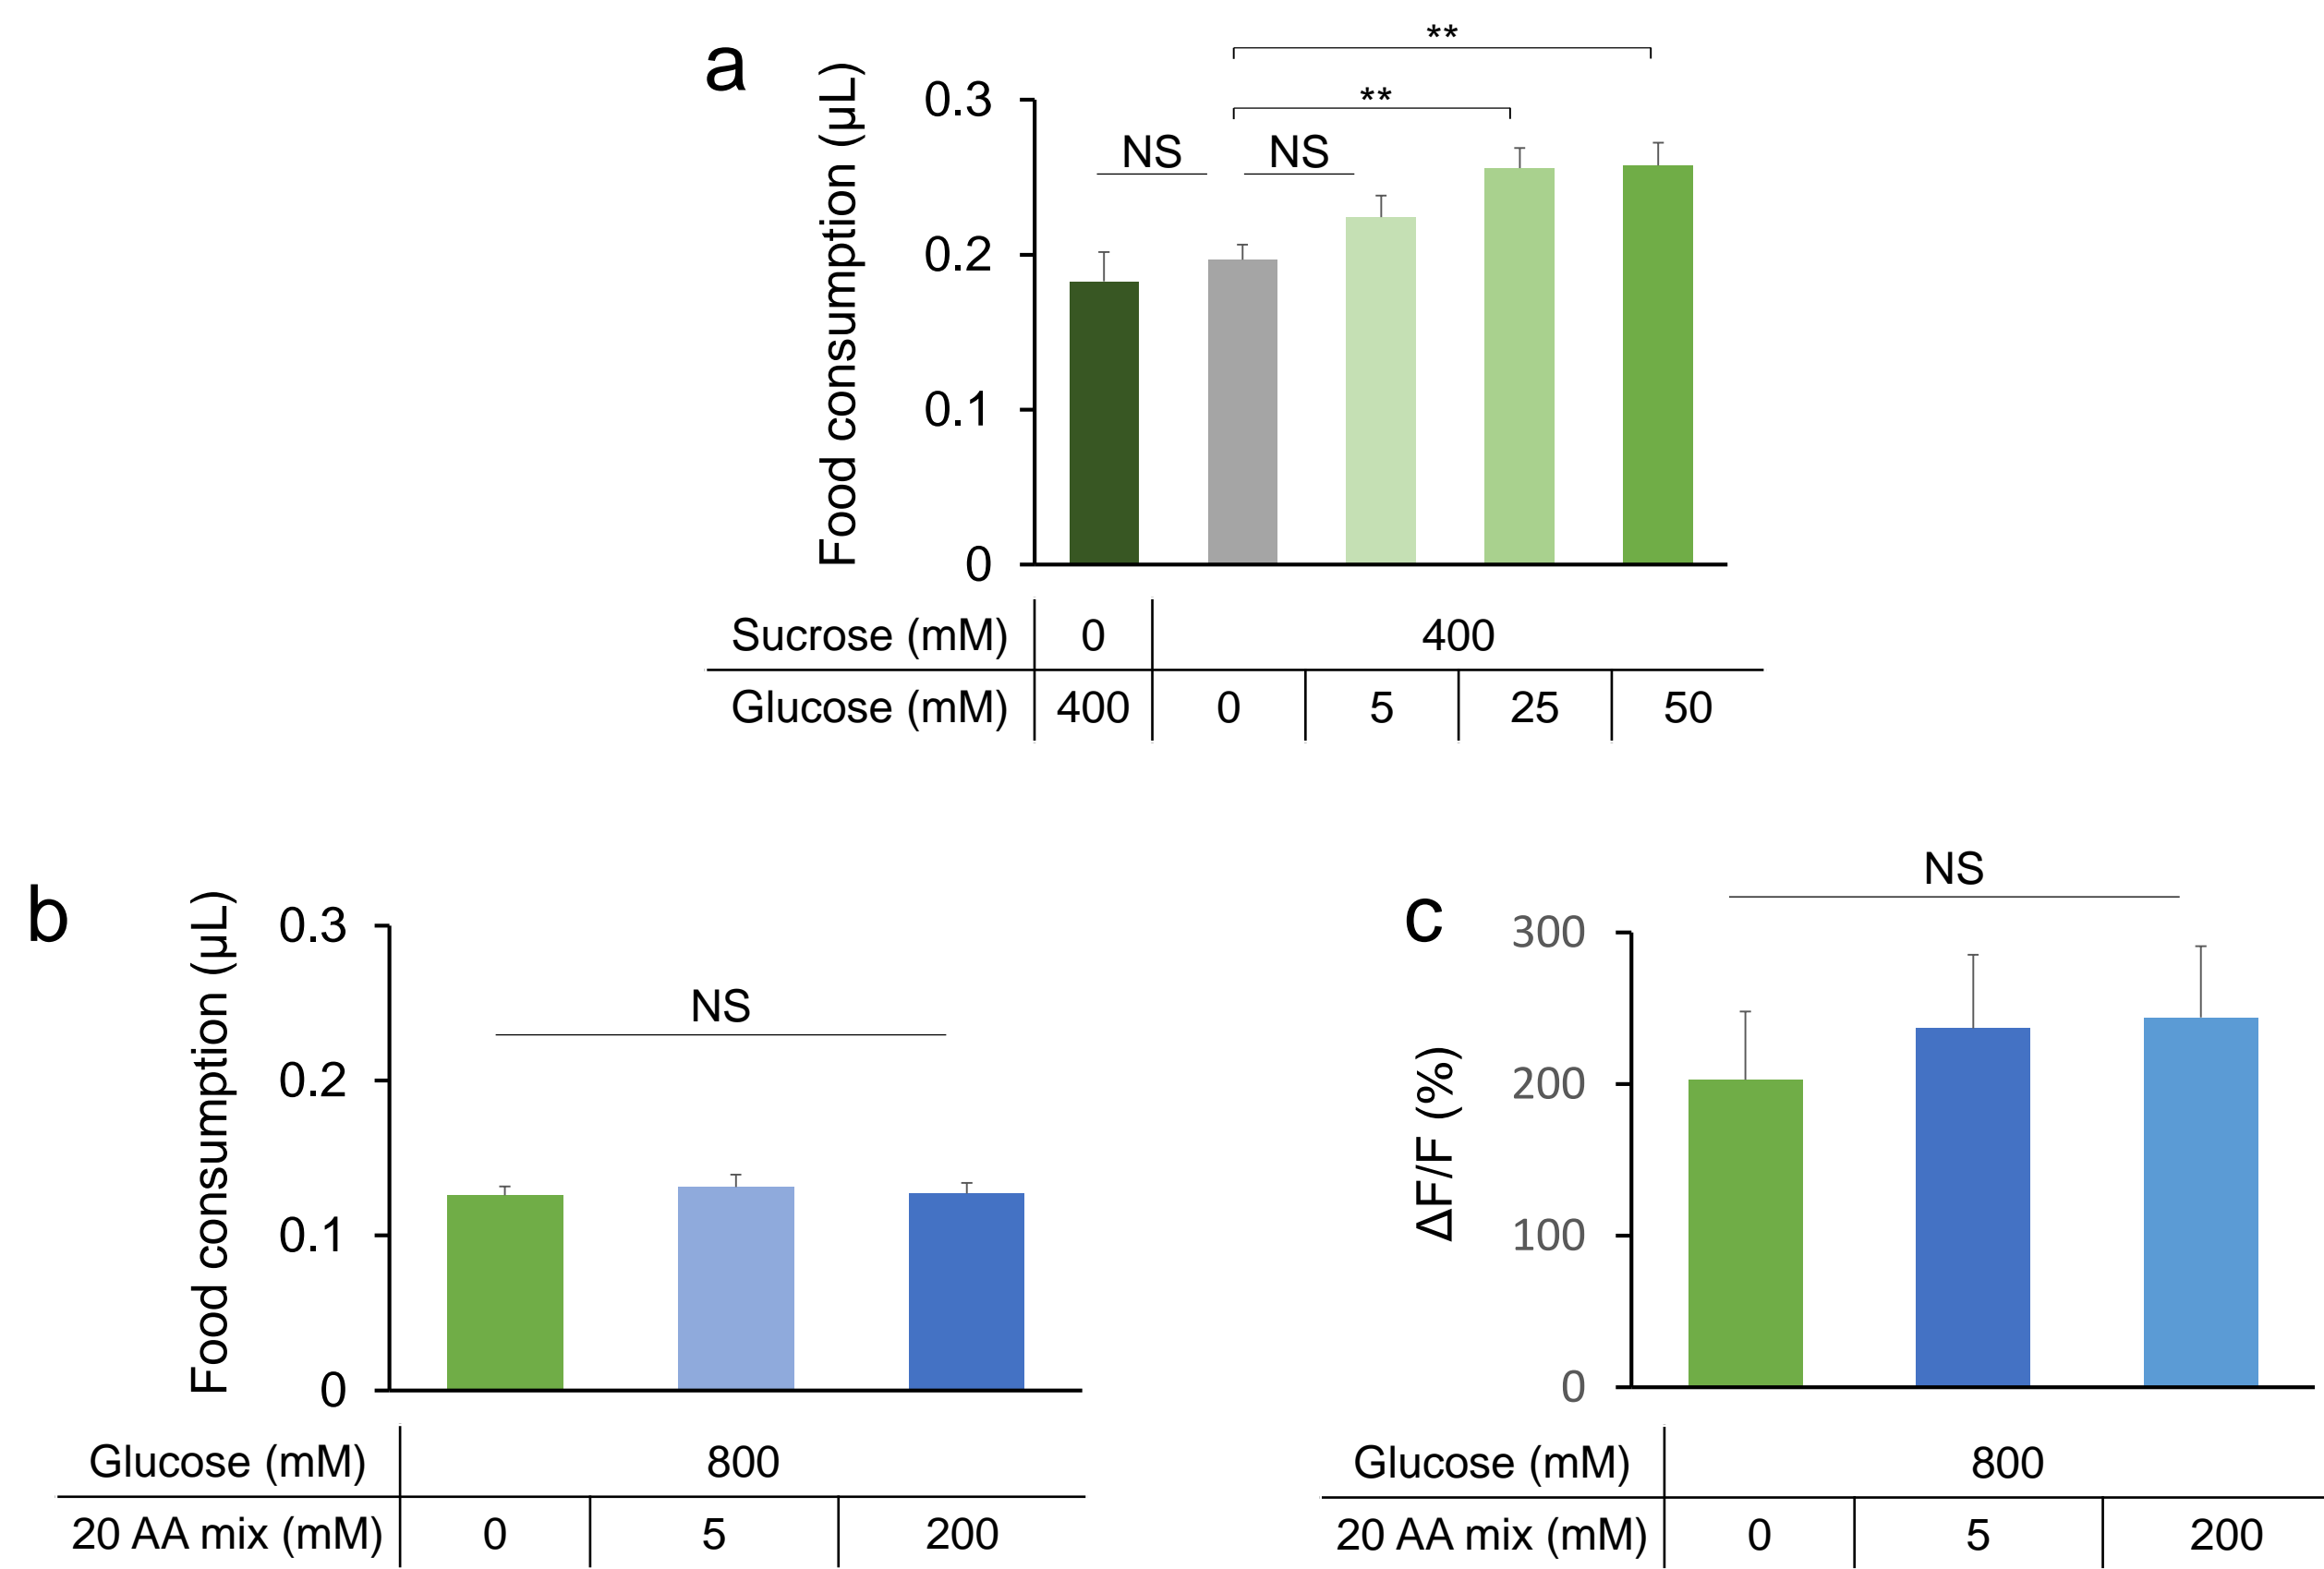 a
Food consumption (µL)
**
**
NS NS
0.3
0.2
0.1
0
Sucrose (mM) 0 400
Glucose (mM) 400 0 5 25 50
b
Food consumption (µL)
NS
0.3
0.2
0.1
0
Glucose (mM) 800
20 AA mix (mM) 0 5 200
c
ΔF/F (%)
NS
300
200
100
0
Glucose (mM) 800
20 AA mix (mM) 0 5 200